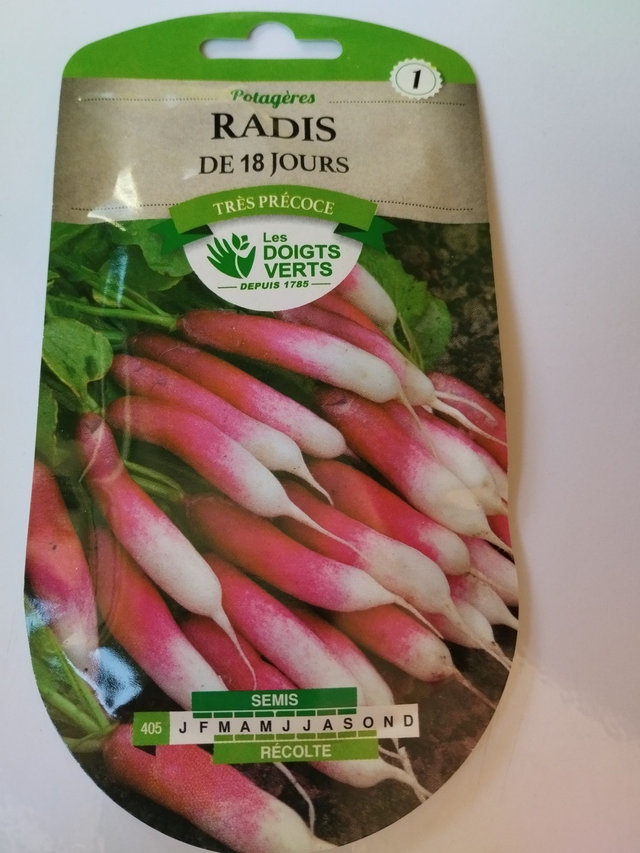 1
Potagères
RADIS
DE 18 JOURS
TRÈS PRÉCOCE
Les
DOIGTS
VERTS
DEPUIS 1785
SEMIS
405 J F M A M J J A S O N D
RÉCOLTE